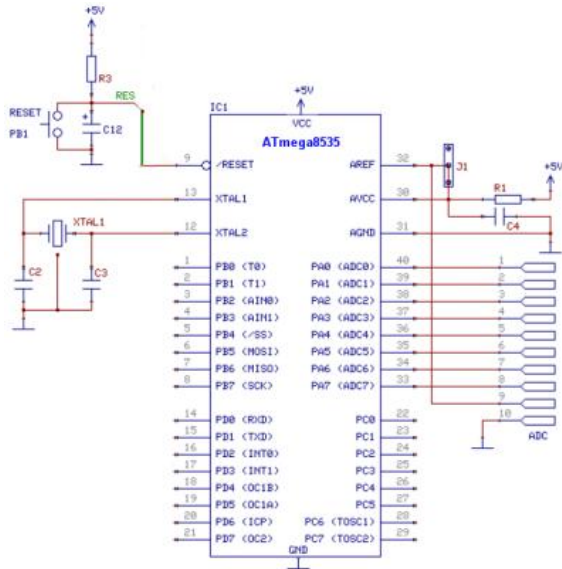 +5V
R3
RES
RESET
PB1
C12
IC1
+5V
VCC
ATmega8535
9 /RESET AREF 32
J1
13 XTAL1 AVCC 30
R1
+5V
C4
12 XTAL2 AGND 31
XTAL1
C2
C3
1 PB0 (T0) PA0 (ADC0) 40 1
2 PB1 (T1) PA1 (ADC1) 39 2
3 PB2 (AIN0) PA2 (ADC2) 38 3
4 PB3 (AIN1) PA3 (ADC3) 37 4
5 PB4 (/SS) PA4 (ADC4) 36 5
6 PB5 (MOSI) PA5 (ADC5) 35 6
7 PB6 (MISO) PA6 (ADC6) 34 7
8 PB7 (SCK) PA7 (ADC7) 33 8
9
10
ADC
14 PD0 (RXD) PC0 22
15 PD1 (TXD) PC1 23
16 PD2 (INT0) PC2 24
17 PD3 (INT1) PC3 25
18 PD4 (OC1B) PC4 26
19 PD5 (OC1A) PC5 27
20 PD6 (ICP) PC6 (TOSC1) 28
21 PD7 (OC2) PC7 (TOSC2) 29
GND